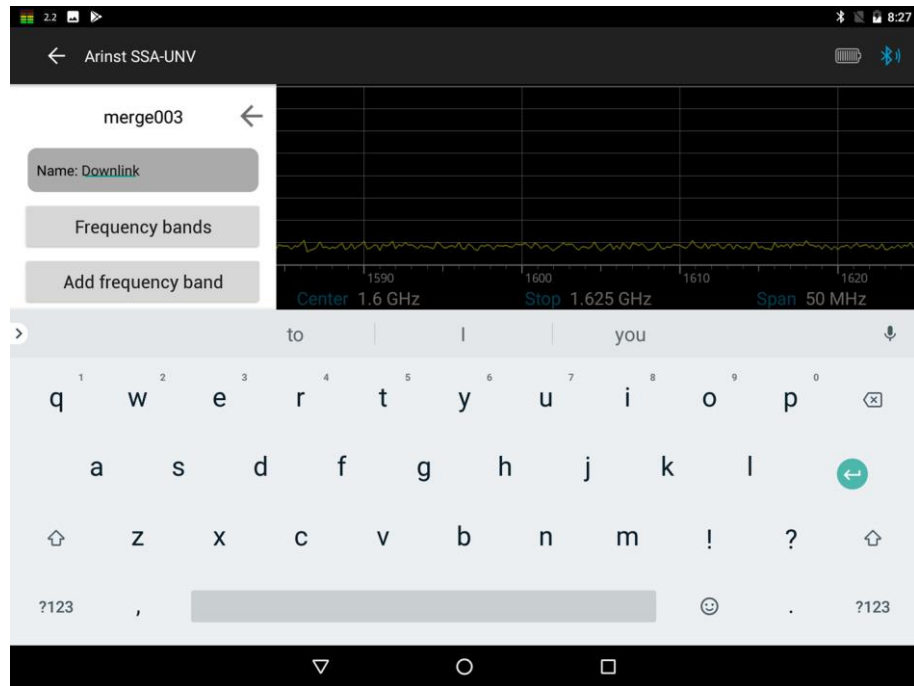 2.2 8:27
Arinst SSA-UNV
merge003
Name: Downlink
Frequency bands
Add frequency band
1590 1600 1610 1620
Center 1.6 GHz Stop 1.625 GHz Span 50 MHz
to I you
1 2 3 4 5 6 7 8 9 0
q w e r t y u i o p
a s d f g h j k l
z x c v b n m ! ?
?123 , . ?123